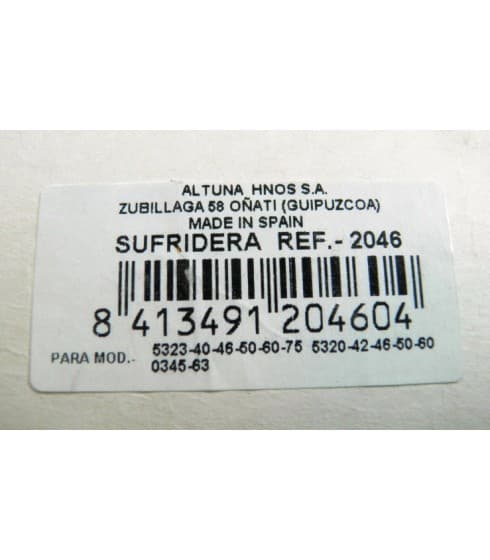 ALTUNA HNOS S.A.
ZUBILLAGA 58 OÑATI (GUIPUZCOA)
MADE IN SPAIN
SUFRIDERA REF.- 2046
8 413491 204604
PARA MOD.- 5323-40-46-50-60-75 5320-42-46-50-60
0345-63